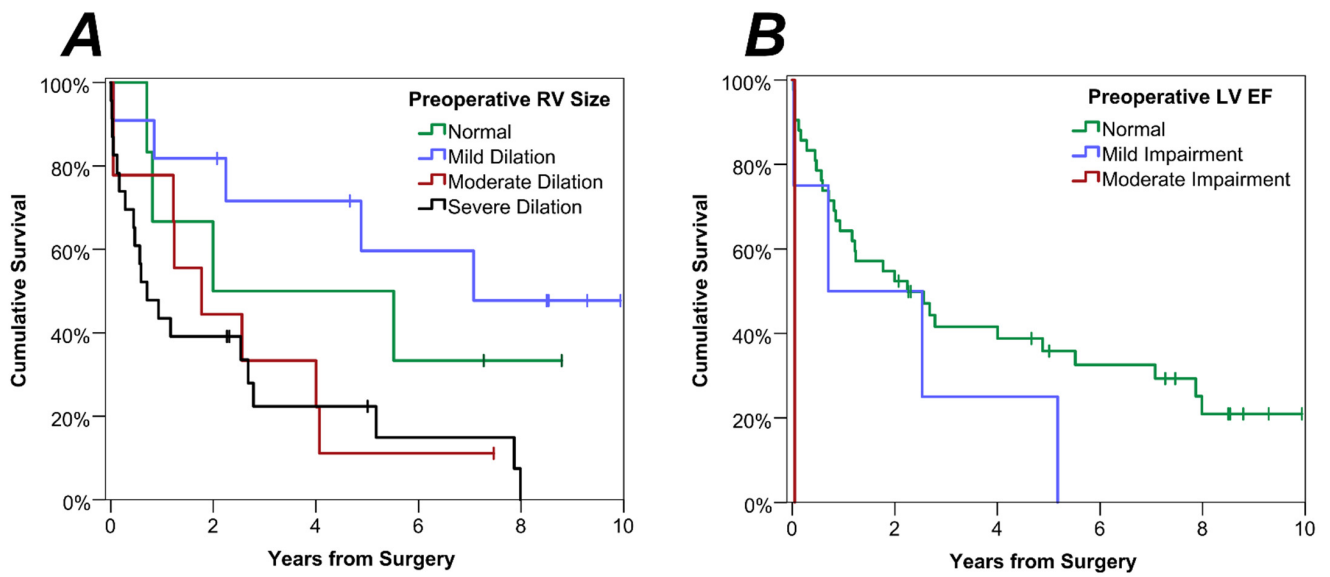 A
100%
80%
60%
40%
20%
0%
Cumulative Survival
Preoperative RV Size
Normal
Mild Dilation
Moderate Dilation
Severe Dilation
0 2 4 6 8 10
Years from Surgery
B
100%
80%
60%
40%
20%
0%
Cumulative Survival
Preoperative LV EF
Normal
Mild Impairment
Moderate Impairment
0 2 4 6 8 10
Years from Surgery